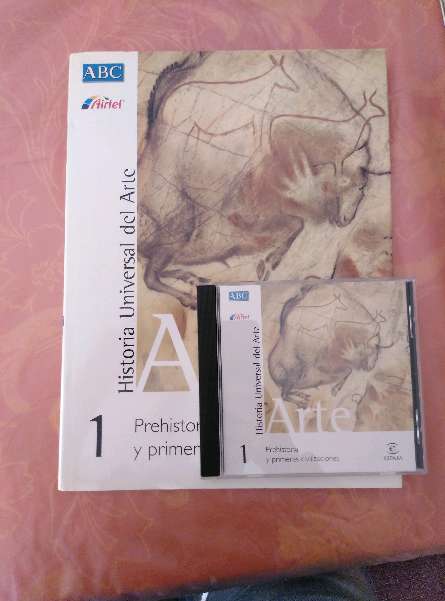 ABC
Airtel
Historia Universal del Arte
A
1
Prehistor
y primer
ABC
Airtel
Historia Universal del Arte
Arte
1
Prehistoria
y primeras civilizaciones
ESPASA